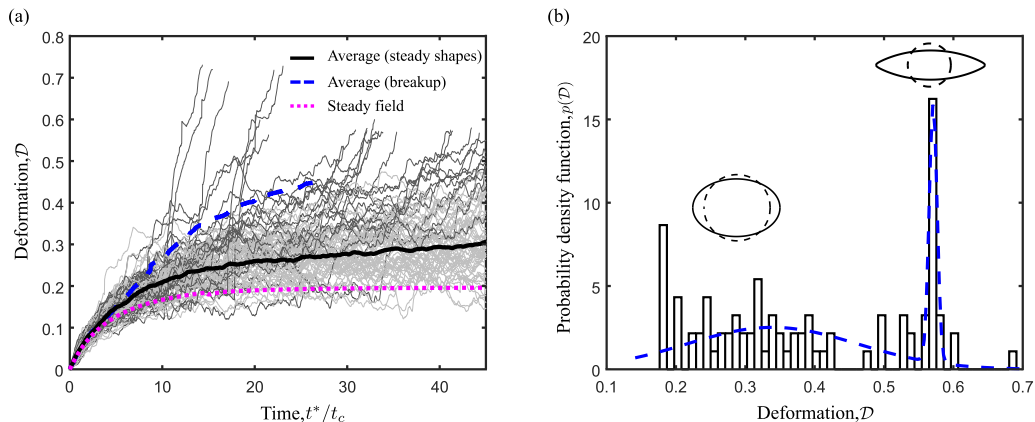 (a)
0.8
0.7
0.6
0.5
0.4
0.3
0.2
0.1
0
Deformation,𝒟
Average (steady shapes)
Average (breakup)
Steady field
0 10 20 30 40
Time,t*/t_c
(b)
20
15
10
5
0
Probability density function,p(𝒟)
0.1 0.2 0.3 0.4 0.5 0.6 0.7
Deformation,𝒟